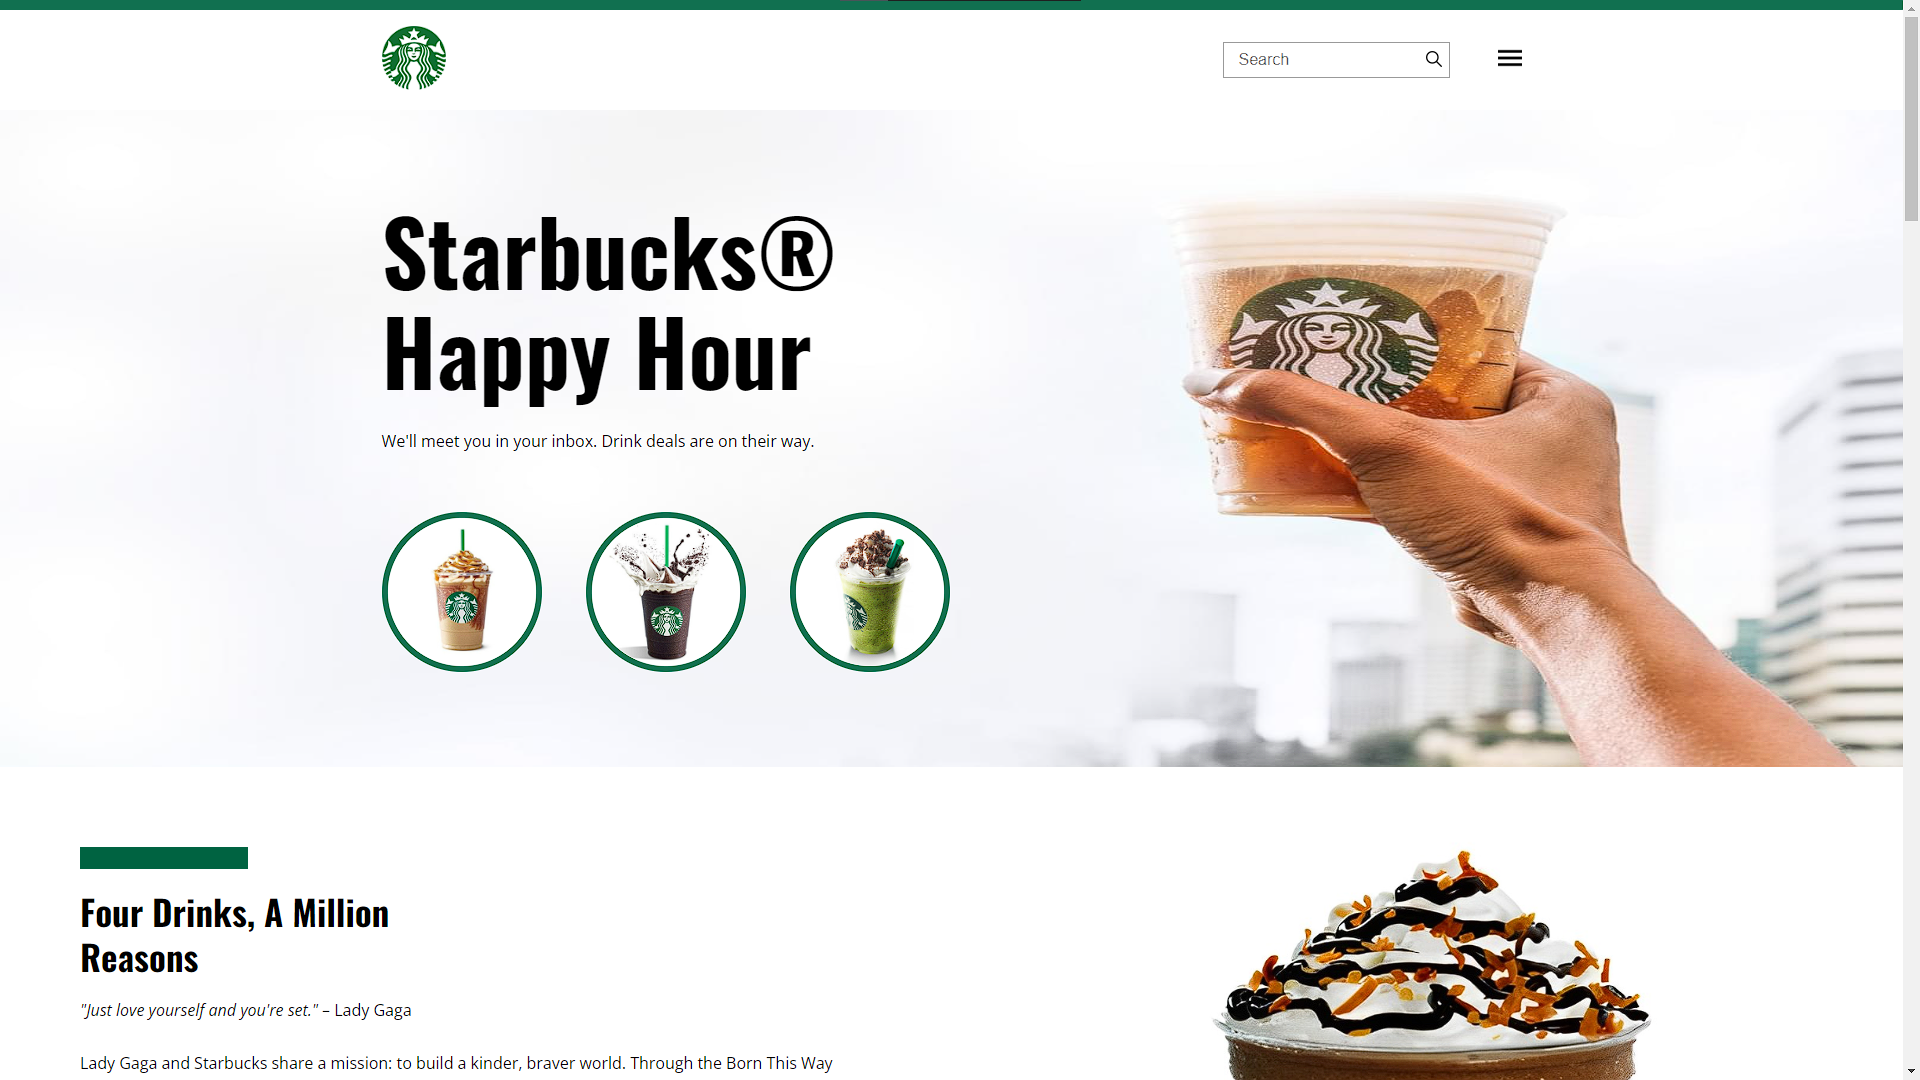 Search
Starbucks®
Happy Hour
We'll meet you in your inbox. Drink deals are on their way.
Four Drinks, A Million
Reasons
"Just love yourself and you're set." – Lady Gaga
Lady Gaga and Starbucks share a mission: to build a kinder, braver world. Through the Born This Way